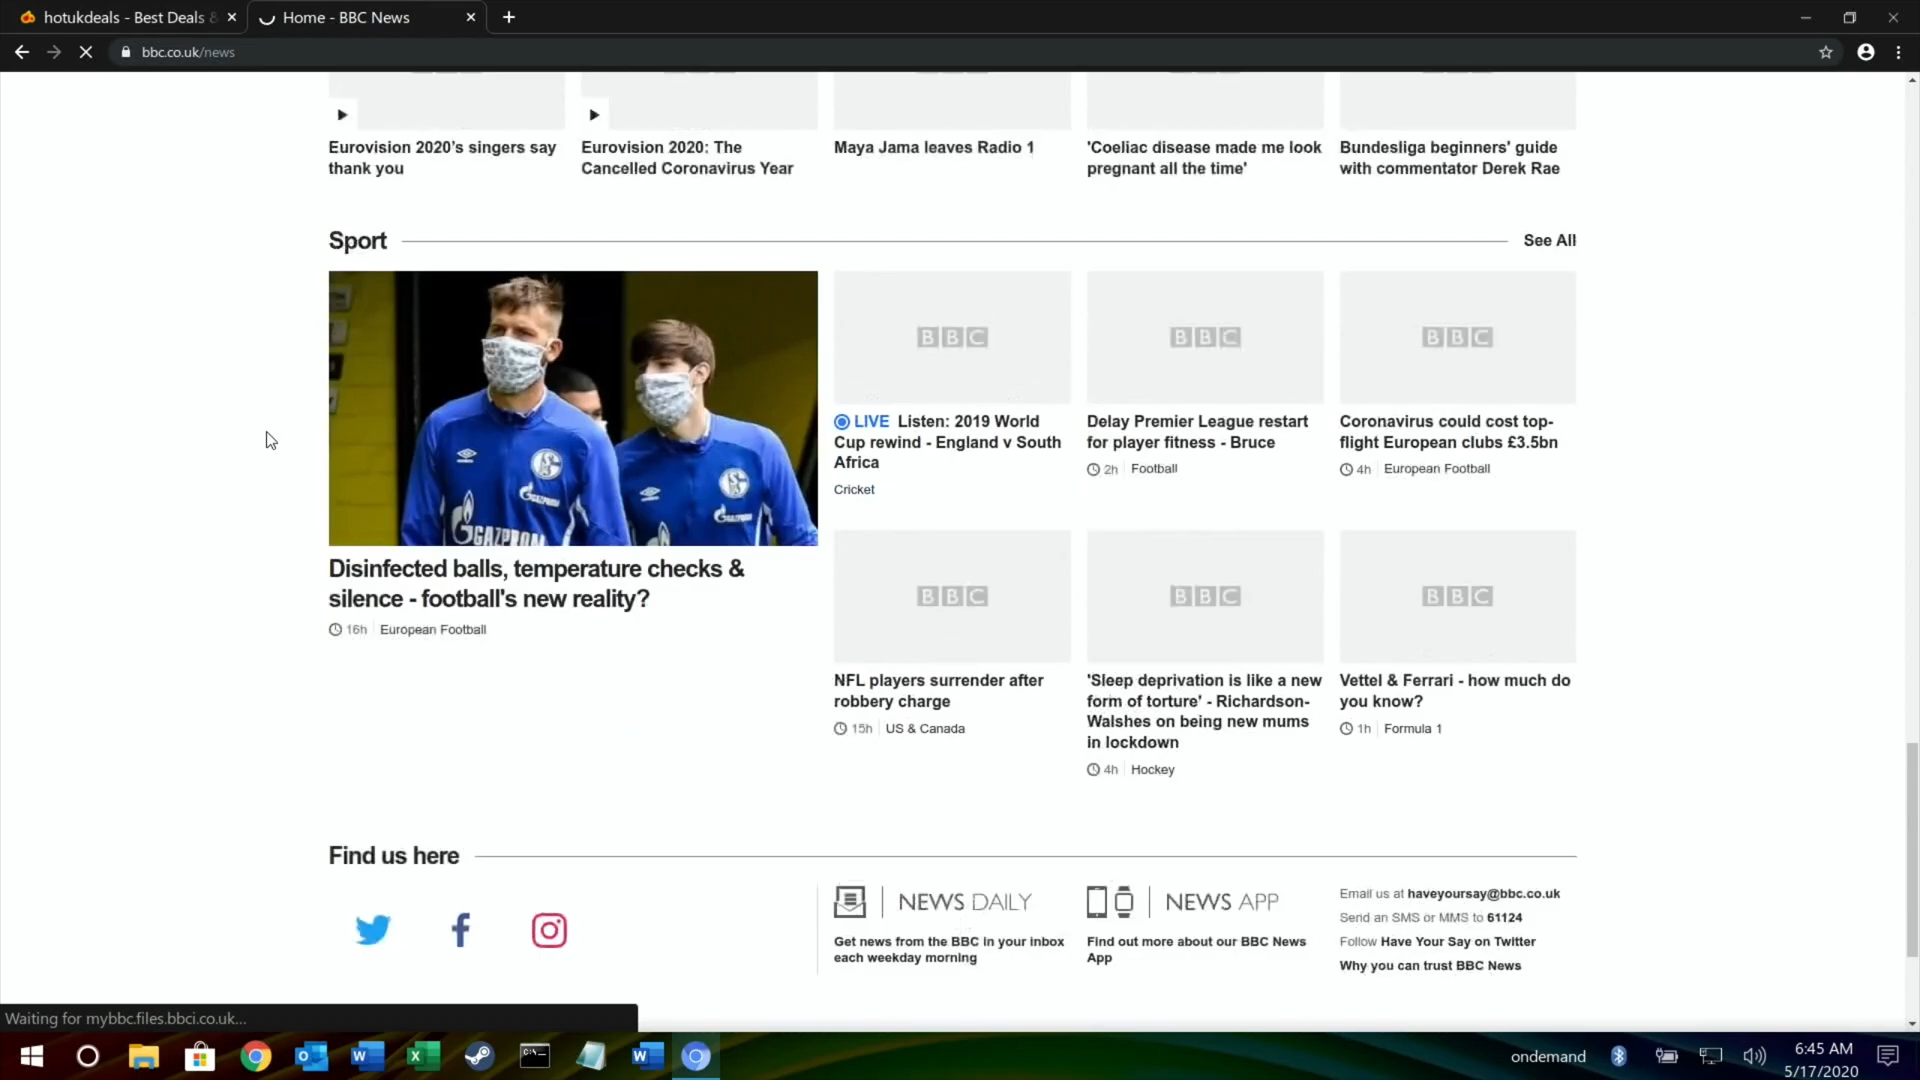 hotukdeals - Best Deals &
Home - BBC News
bbc.co.uk/news
Eurovision 2020's singers say
thank you
Eurovision 2020: The
Cancelled Coronavirus Year
Maya Jama leaves Radio 1
'Coeliac disease made me look
pregnant all the time'
Bundesliga beginners' guide
with commentator Derek Rae
Sport
See All
GAZPROM
GAZPROM
GAZPROM
Disinfected balls, temperature checks &
silence - football's new reality?
16h European Football
BBC
LIVE Listen: 2019 World
Cup rewind - England v South
Africa
Cricket
BBC
Delay Premier League restart
for player fitness - Bruce
2h Football
BBC
Coronavirus could cost top-
flight European clubs £3.5bn
4h European Football
BBC
NFL players surrender after
robbery charge
15h US & Canada
BBC
'Sleep deprivation is like a new
form of torture' - Richardson-
Walshes on being new mums
in lockdown
4h Hockey
BBC
Vettel & Ferrari - how much do
you know?
1h Formula 1
Find us here
NEWS DAILY
Get news from the BBC in your inbox
each weekday morning
NEWS APP
Find out more about our BBC News
App
Email us at haveyoursay@bbc.co.uk
Send an SMS or MMS to 61124
Follow Have Your Say on Twitter
Why you can trust BBC News
Waiting for mybbc.files.bbci.co.uk...
ondemand
6:45 AM
5/17/2020